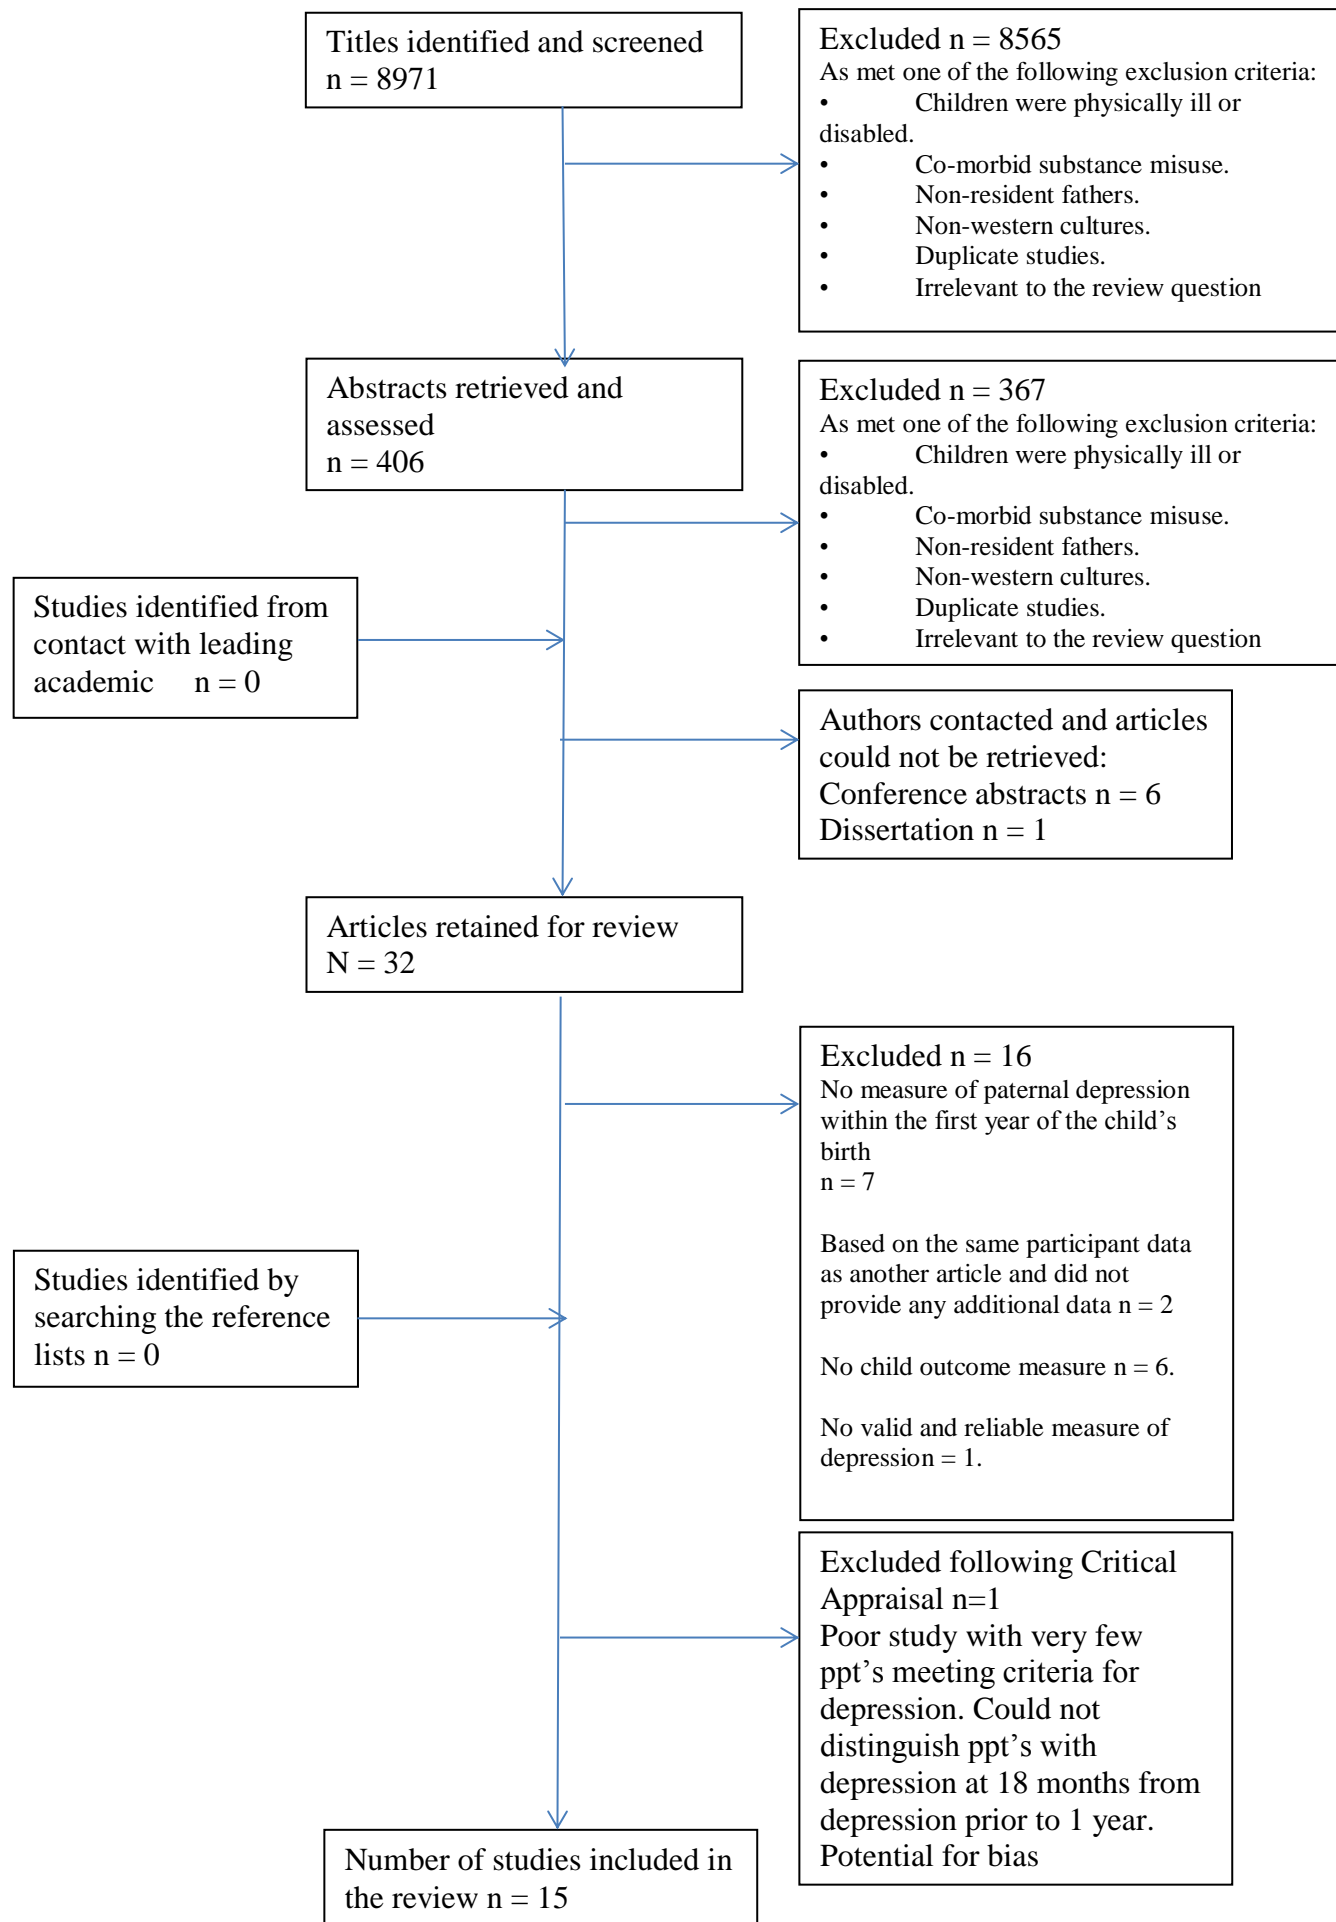 Titles identified and screened
n = 8971
Excluded n = 8565
As met one of the following exclusion criteria:
• Children were physically ill or
disabled.
• Co-morbid substance misuse.
• Non-resident fathers.
• Non-western cultures.
• Duplicate studies.
• Irrelevant to the review question
Abstracts retrieved and
assessed
n = 406
Excluded n = 367
As met one of the following exclusion criteria:
• Children were physically ill or
disabled.
• Co-morbid substance misuse.
• Non-resident fathers.
• Non-western cultures.
• Duplicate studies.
• Irrelevant to the review question
Studies identified from
contact with leading
academic n = 0
Authors contacted and articles
could not be retrieved:
Conference abstracts n = 6
Dissertation n = 1
Articles retained for review
N = 32
Excluded n = 16
No measure of paternal depression
within the first year of the child’s
birth
n = 7
Based on the same participant data
as another article and did not
provide any additional data n = 2
No child outcome measure n = 6.
No valid and reliable measure of
depression = 1.
Studies identified by
searching the reference
lists n = 0
Excluded following Critical
Appraisal n=1
Poor study with very few
ppt’s meeting criteria for
depression. Could not
distinguish ppt’s with
depression at 18 months from
depression prior to 1 year.
Potential for bias
Number of studies included in
the review n = 15